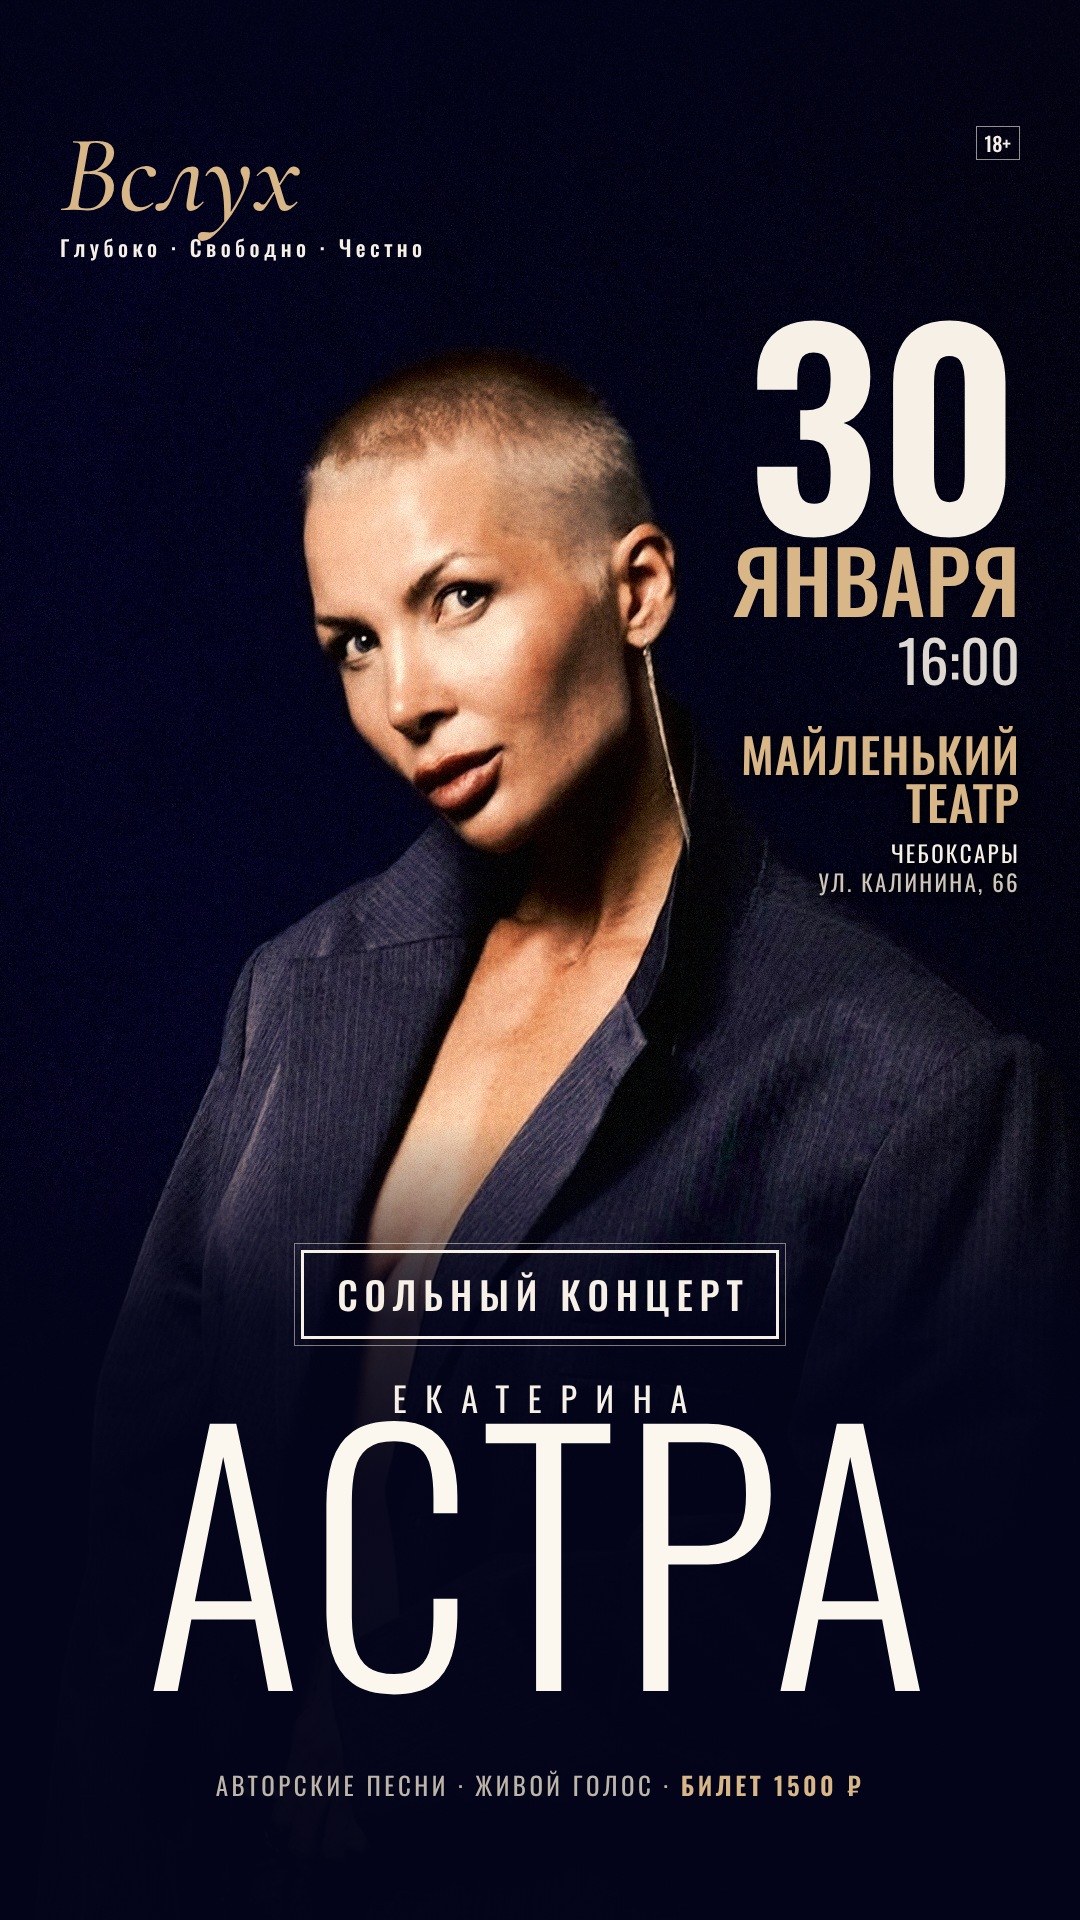 Вслух
Глубоко · Свободно · Честно
18+
30
ЯНВАРЯ
16:00
МАЙЛЕНЬКИЙ
ТЕАТР
ЧЕБОКСАРЫ
УЛ. КАЛИНИНА, 66
СОЛЬНЫЙ КОНЦЕРТ
ЕКАТЕРИНА
АСТРА
АВТОРСКИЕ ПЕСНИ · ЖИВОЙ ГОЛОС · БИЛЕТ 1500 ₽